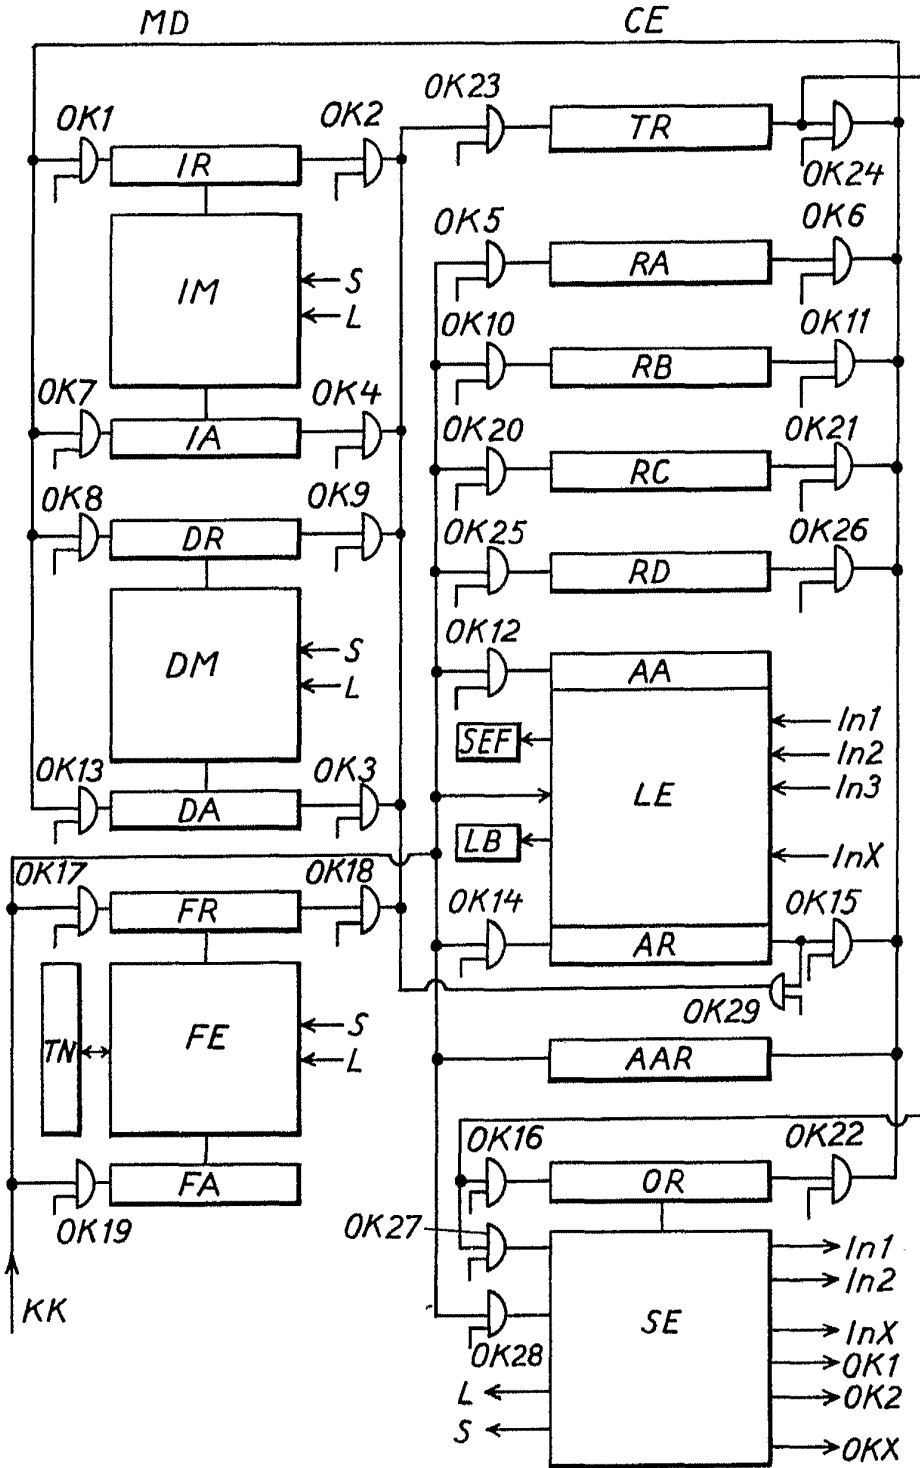 MD
CE
OK1
OK2
OK23
IR
TR
OK24
OK5
OK6
IM
S
L
RA
OK10
OK11
RB
OK7
OK4
IA
OK20
OK21
RC
OK8
OK9
DR
OK25
OK26
RD
DM
S
L
OK12
AA
SEF
In1
In2
LE
In3
OK13
OK3
DA
LB
InX
OK17
OK18
FR
OK14
OK15
AR
OK29
TN
FE
S
L
AAR
OK16
OK22
OR
FA
OK19
OK27
In1
In2
KK
SE
InX
OK28
OK1
L
OK2
S
OKX